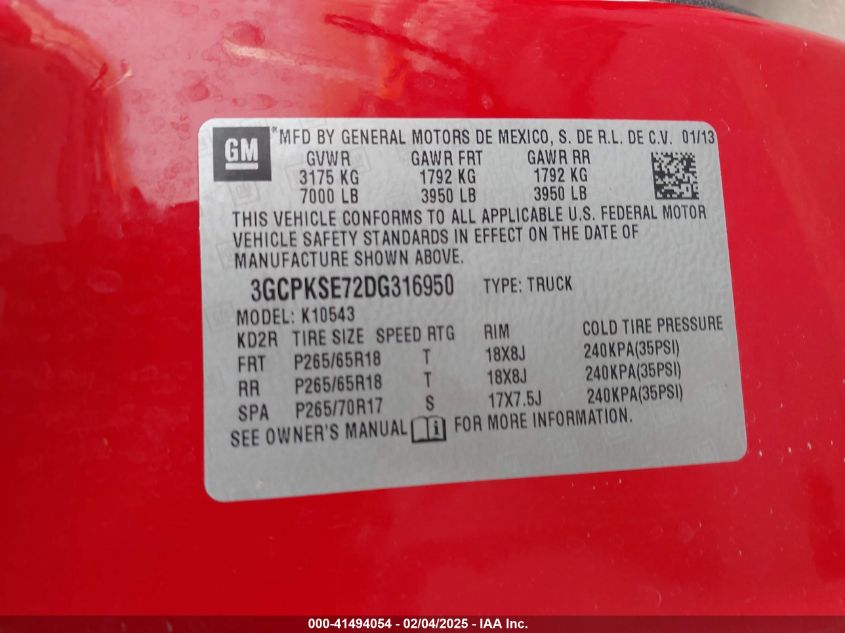 GM *MFD BY GENERAL MOTORS DE MEXICO, S. DE R.L. DE C.V. 01/13
GVWR GAWR FRT GAWR RR
3175 KG 1792 KG 1792 KG
7000 LB 3950 LB 3950 LB
THIS VEHICLE CONFORMS TO ALL APPLICABLE U.S. FEDERAL MOTOR
VEHICLE SAFETY STANDARDS IN EFFECT ON THE DATE OF
MANUFACTURE SHOWN ABOVE.
3GCPKSE72DG316950 TYPE: TRUCK
MODEL: K10543
KD2R TIRE SIZE SPEED RTG RIM COLD TIRE PRESSURE
FRT P265/65R18 T 18X8J 240KPA(35PSI)
RR P265/65R18 T 18X8J 240KPA(35PSI)
SPA P265/70R17 S 17X7.5J 240KPA(35PSI)
SEE OWNER'S MANUAL FOR MORE INFORMATION.
000-41494054 - 02/04/2025 - IAA Inc.